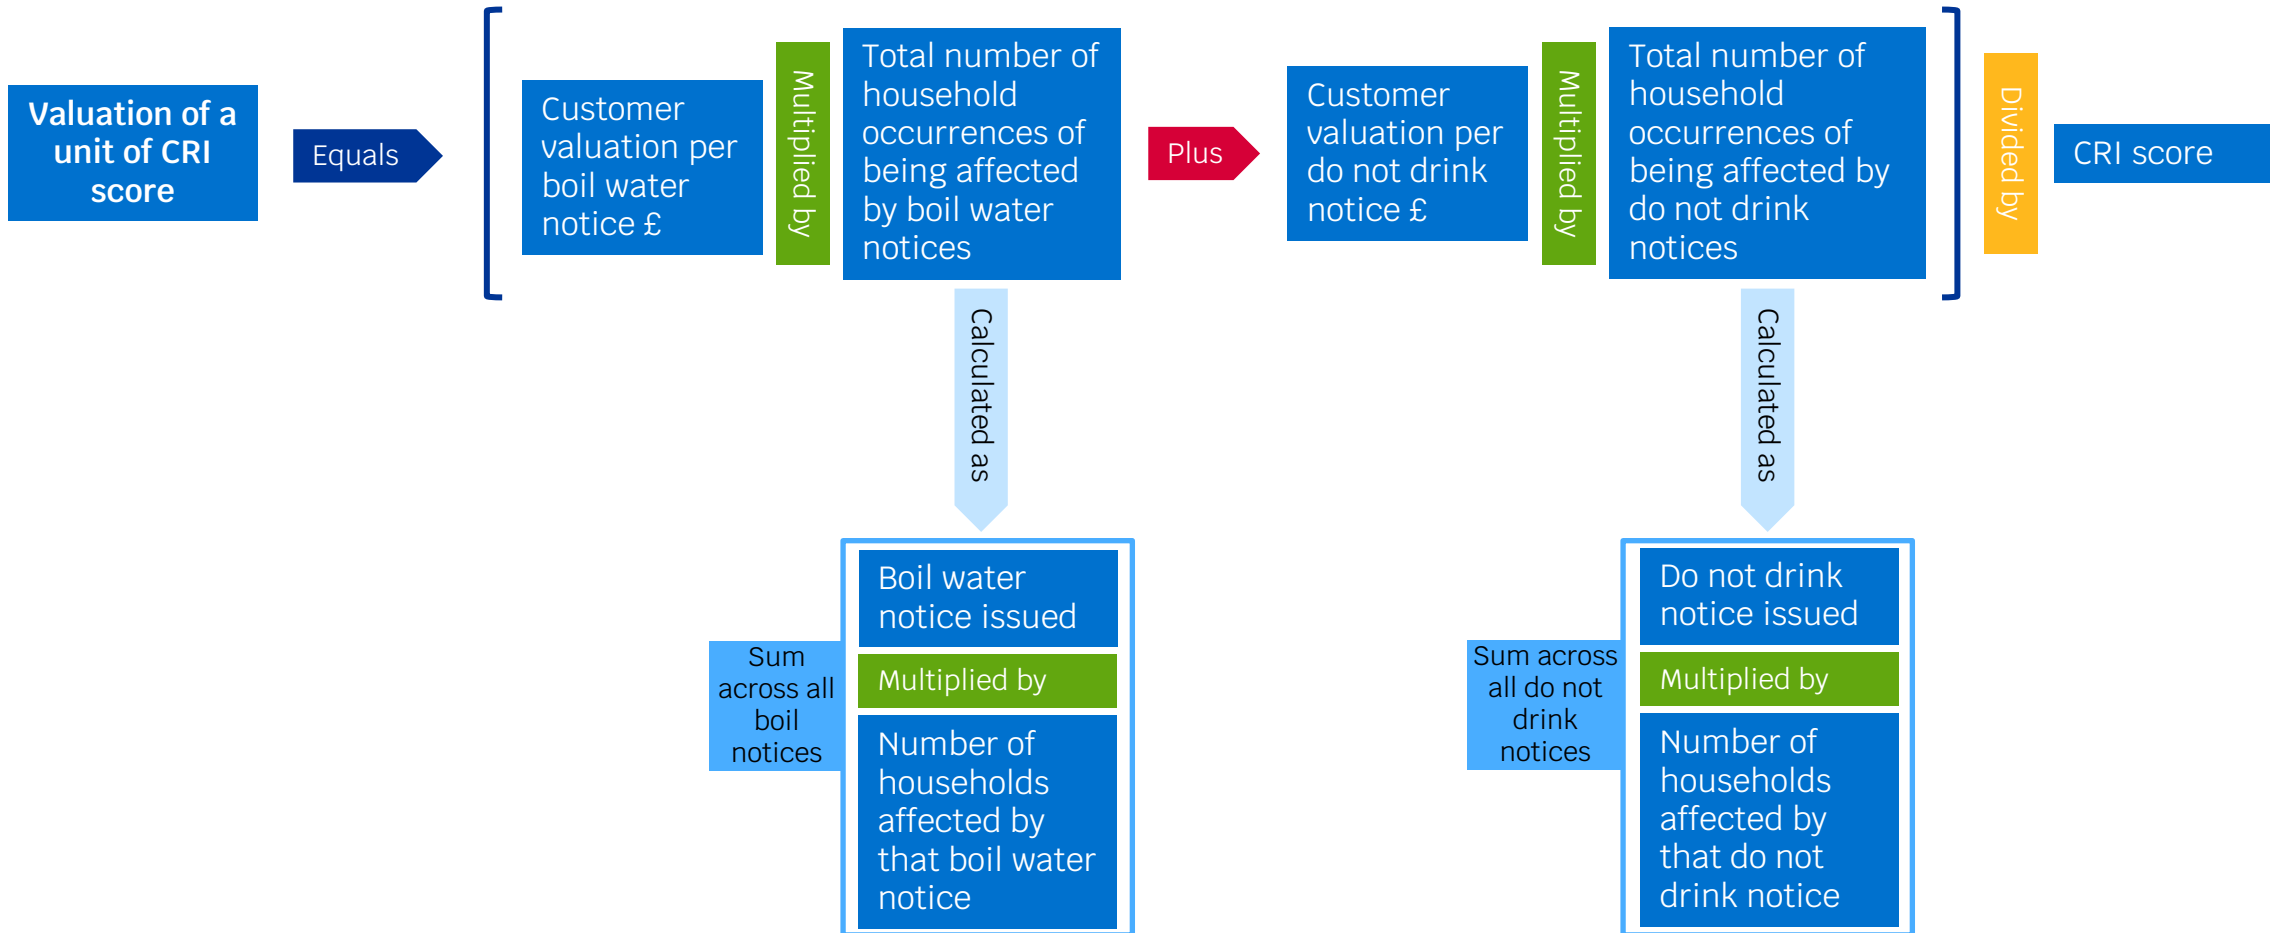 Valuation of a
unit of CRI
score
Equals
Customer
valuation per
boil water
notice £
Multiplied by
Total number of
household
occurrences of
being affected
by boil water
notices
Plus
Customer
valuation per
do not drink
notice £
Multiplied by
Total number of
household
occurrences of
being affected by
do not drink
notices
Divided by
CRI score
Calculated as
Calculated as
Sum
across all
boil
notices
Boil water
notice issued
Multiplied by
Number of
households
affected by
that boil water
notice
Sum across
all do not
drink
notices
Do not drink
notice issued
Multiplied by
Number of
households
affected by
that do not
drink notice